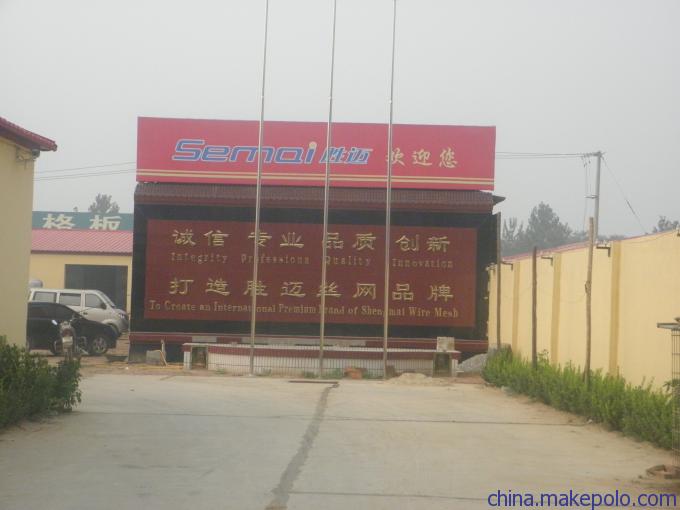 Semai 胜迈 欢迎您
格板
诚信 专业 品质 创新
Integrity Professions Quality Innovation
打造胜迈丝网品牌
To Create an International Premium Brand of Shengmai Wire Mesh
china.makepolo.com